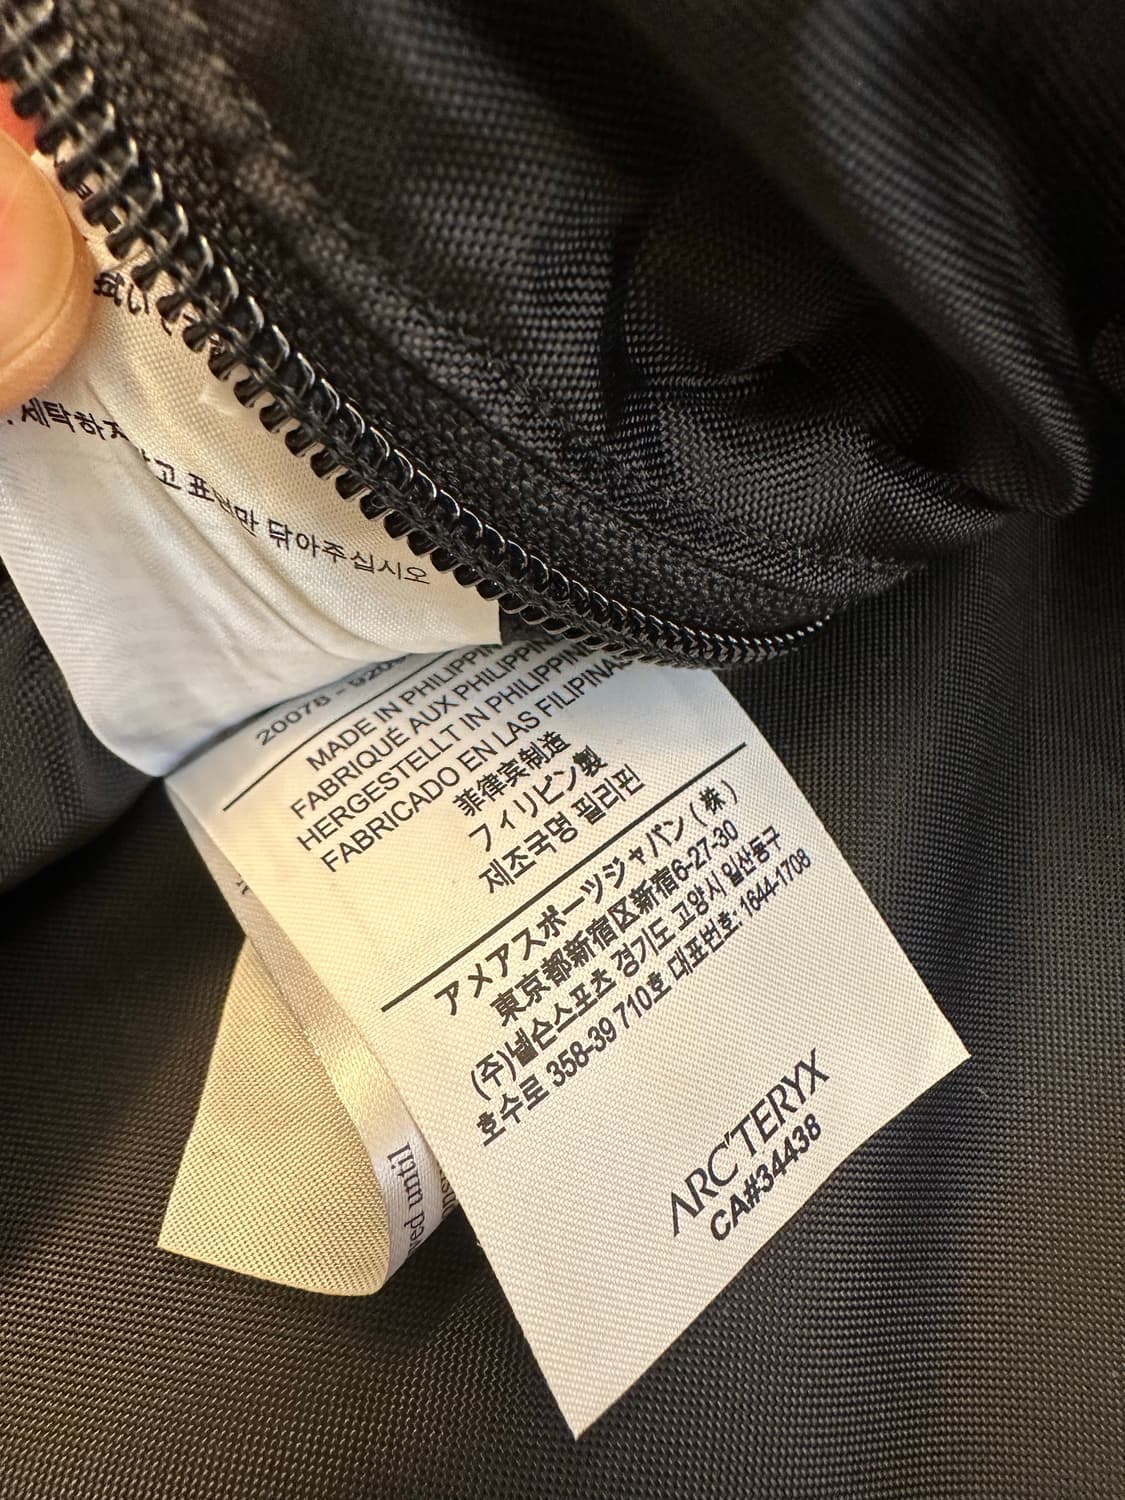 拭いて
세탁하지
고 표면만 닦아주십시오
20078 -
MADE IN
FABRIQUÉ AUX
HERGESTELLT IN
FABRICADO EN LAS FILIPINAS
菲律宾制造
フィリピン製
제조국명 필리핀
アメアスポーツジャパン(株)
東京都新宿区新宿6-27-30
(주)넬슨스포츠 경기도 고양시 일산동구
호수로 358-39 710호 대표번호: 1644-1708
ARC'TERYX
CA#34438
until